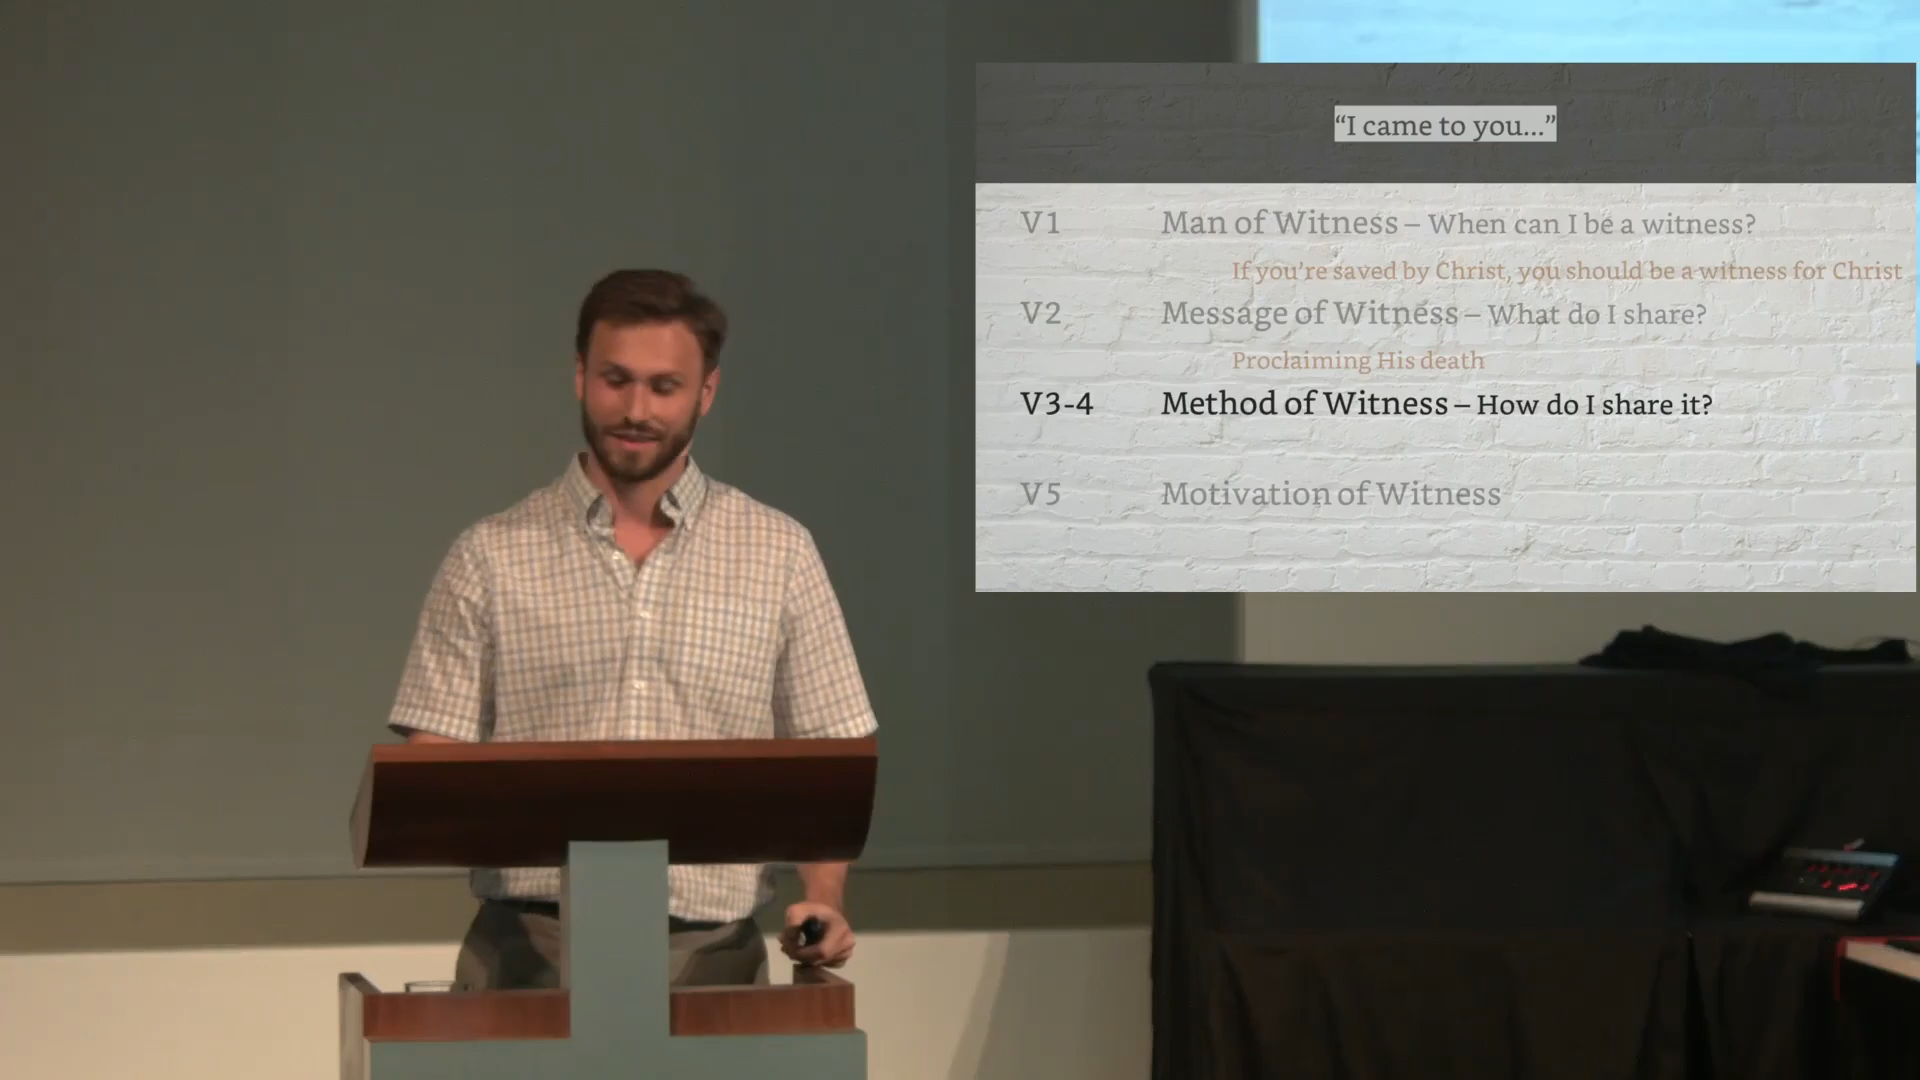 “I came to you...”
V1 Man of Witness – When can I be a witness?
If you’re saved by Christ, you should be a witness for Christ
V2 Message of Witness – What do I share?
Proclaiming His death
V3-4 Method of Witness – How do I share it?
V5 Motivation of Witness